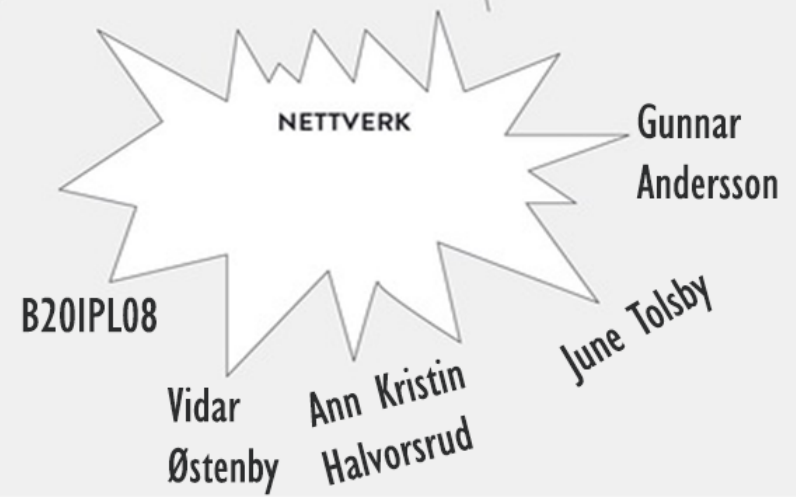 NETTVERK
Gunnar
Andersson
June Tolsby
B20IPL08
Vidar
Østenby
Ann Kristin
Halvorsrud